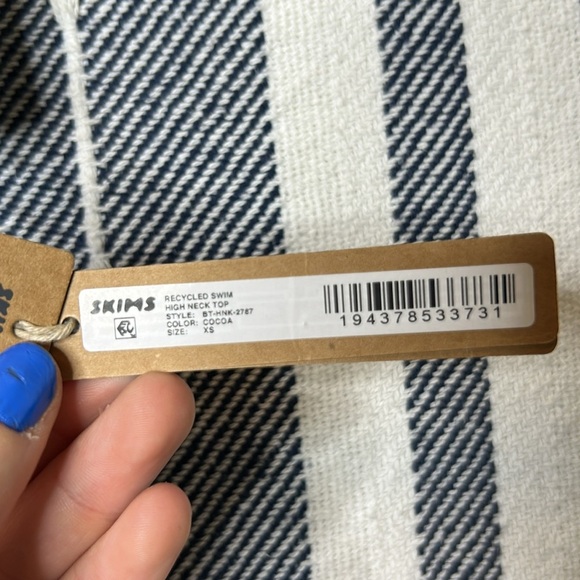 SKIMS
RECYCLED SWIM
HIGH NECK TOP
STYLE: BT-HNK-2787
COLOR: COCOA
SIZE: XS
194378533731